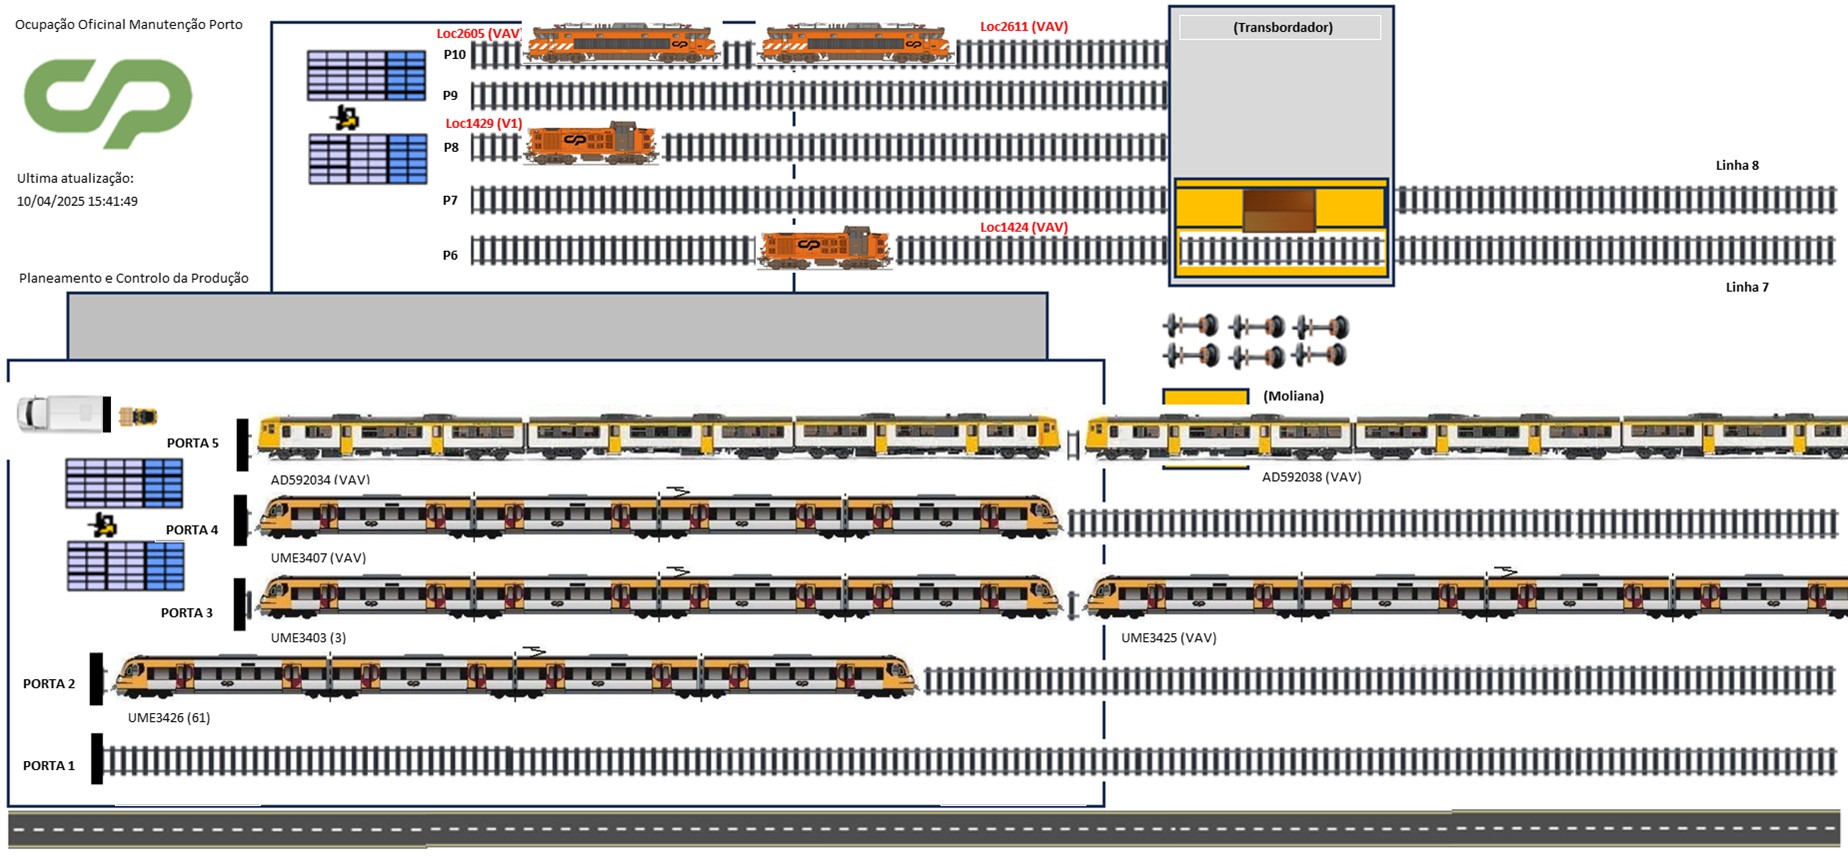 Ocupação Oficinal Manutenção Porto
Loc2605 (VAV)
Loc2611 (VAV)
(Transbordador)
P10
P9
Loc1429 (V1)
P8
Linha 8
Ultima atualização:
10/04/2025 15:41:49
P7
Loc1424 (VAV)
P6
Planeamento e Controlo da Produção
Linha 7
(Moliana)
PORTA 5
AD592034 (VAV)
AD592038 (VAV)
PORTA 4
UME3407 (VAV)
PORTA 3
UME3403 (3)
UME3425 (VAV)
PORTA 2
UME3426 (61)
PORTA 1